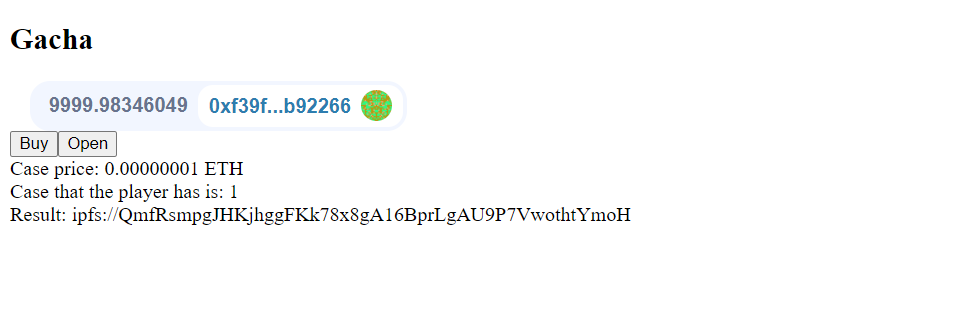 Gacha
9999.98346049 0xf39f...b92266
Buy Open
Case price: 0.00000001 ETH
Case that the player has is: 1
Result: ipfs://QmfRsmpgJHKjhggFKk78x8gA16BprLgAU9P7VwothtYmoH